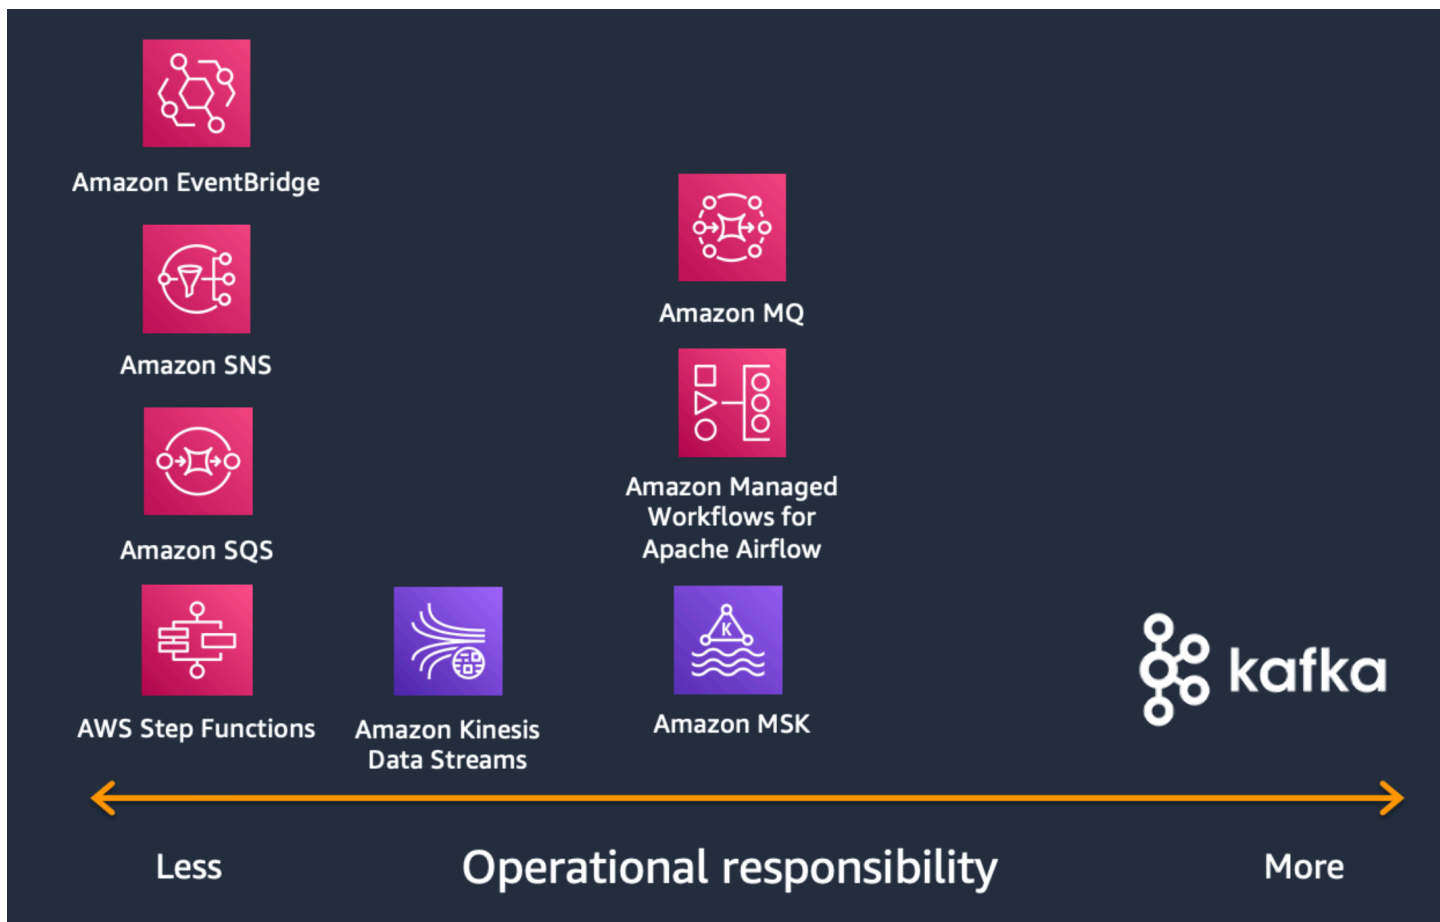 Amazon EventBridge
Amazon SNS
Amazon SQS
AWS Step Functions
Amazon Kinesis
Data Streams
Amazon MQ
Amazon Managed
Workflows for
Apache Airflow
K
Amazon MSK
kafka
Less
Operational responsibility
More